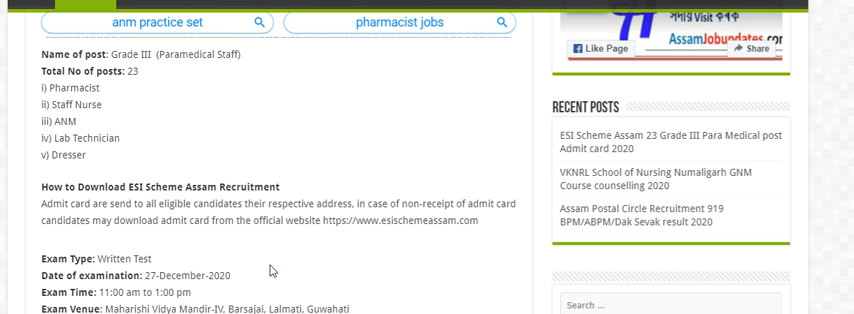 anm practice set
pharmacist jobs
Name of post: Grade III (Paramedical Staff)
Total No of posts: 23
i) Pharmacist
ii) Staff Nurse
iii) ANM
iv) Lab Technician
v) Dresser
How to Download ESI Scheme Assam Recruitment
Admit card are send to all eligible candidates their respective address, in case of non-receipt of admit card
candidates may download admit card from the official website https://www.esischemeassam.com
Exam Type: Written Test
Date of examination: 27-December-2020
Exam Time: 11:00 am to 1:00 pm
Exam Venue: Maharishi Vidya Mandir-IV, Barsajai, Lalmati, Guwahati
Visit
AssamJobupdates.com
Like Page
Share
RECENT POSTS
ESI Scheme Assam 23 Grade III Para Medical post
Admit card 2020
VKNRL School of Nursing Numaligarh GNM
Course counselling 2020
Assam Postal Circle Recruitment 919
BPM/ABPM/Dak Sevak result 2020
Search ...